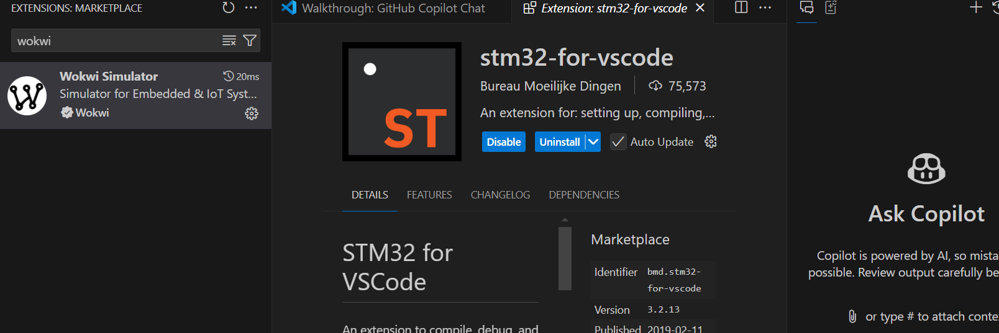 EXTENSIONS: MARKETPLACE
wokwi
Wokwi Simulator
20ms
Simulator for Embedded & IoT Syst...
Wokwi
Walkthrough: GitHub Copilot Chat
Extension: stm32-for-vscode
ST
stm32-for-vscode
Bureau Moeilijke Dingen
75,573
An extension for: setting up, compiling,...
Disable
Uninstall
Auto Update
DETAILS
FEATURES
CHANGELOG
DEPENDENCIES
STM32 for
VSCode
An extension to compile, debug, and
Marketplace
Identifier
bmd.stm32-
for-vscode
Version
3.2.13
Published
2019-02-11
Ask Copilot
Copilot is powered by AI, so mista
possible. Review output carefully be
or type # to attach conte